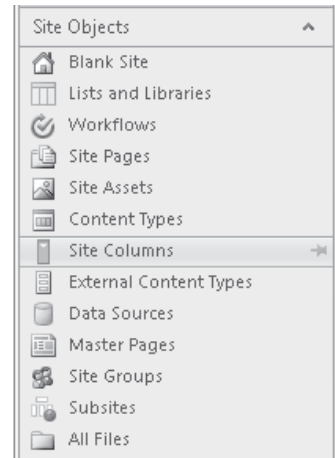 Site Objects
Blank Site
Lists and Libraries
Workflows
Site Pages
Site Assets
Content Types
Site Columns
External Content Types
Data Sources
Master Pages
Site Groups
Subsites
All Files